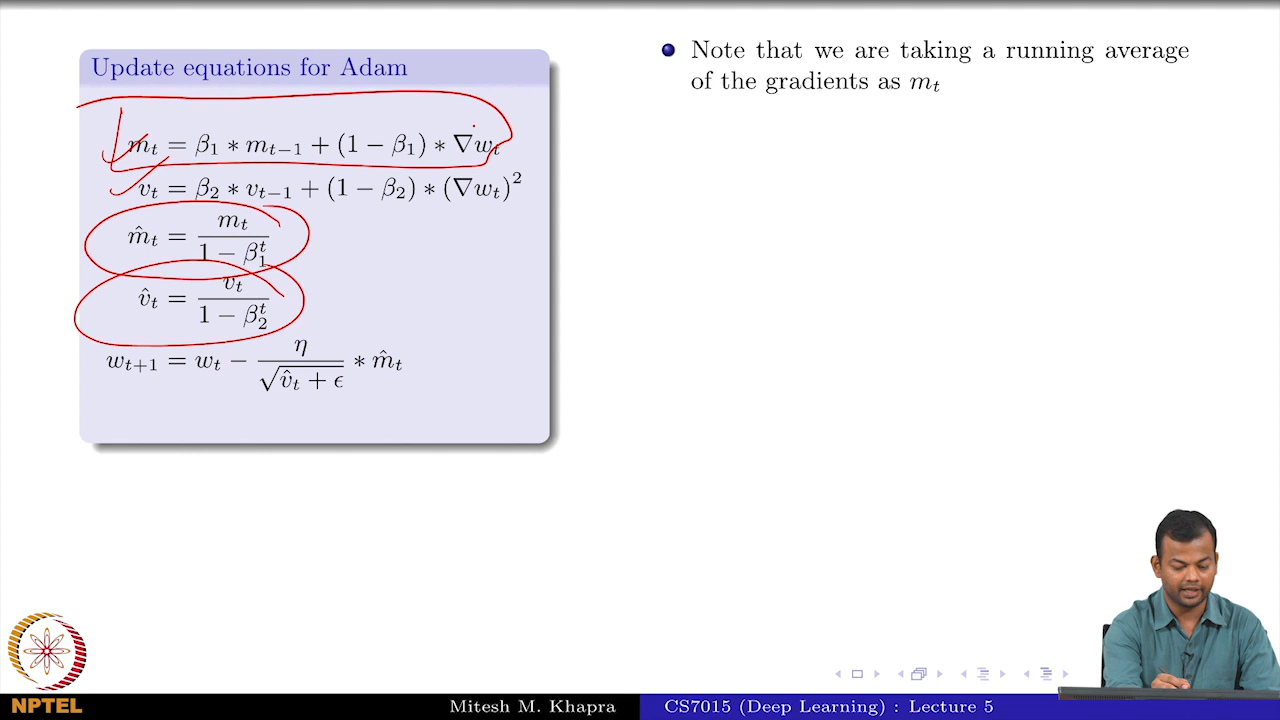 Update equations for Adam
m_t = β_1 * m_{t−1} + (1 − β_1) * ∇w_t
v_t = β_2 * v_{t−1} + (1 − β_2) * (∇w_t)^2
m̂_t = m_t / (1 − β_1^t)
v̂_t = v_t / (1 − β_2^t)
w_{t+1} = w_t − η / √(v̂_t + ϵ) * m̂_t
Note that we are taking a running average
of the gradients as m_t
NPTEL
Mitesh M. Khapra
CS7015 (Deep Learning) : Lecture 5